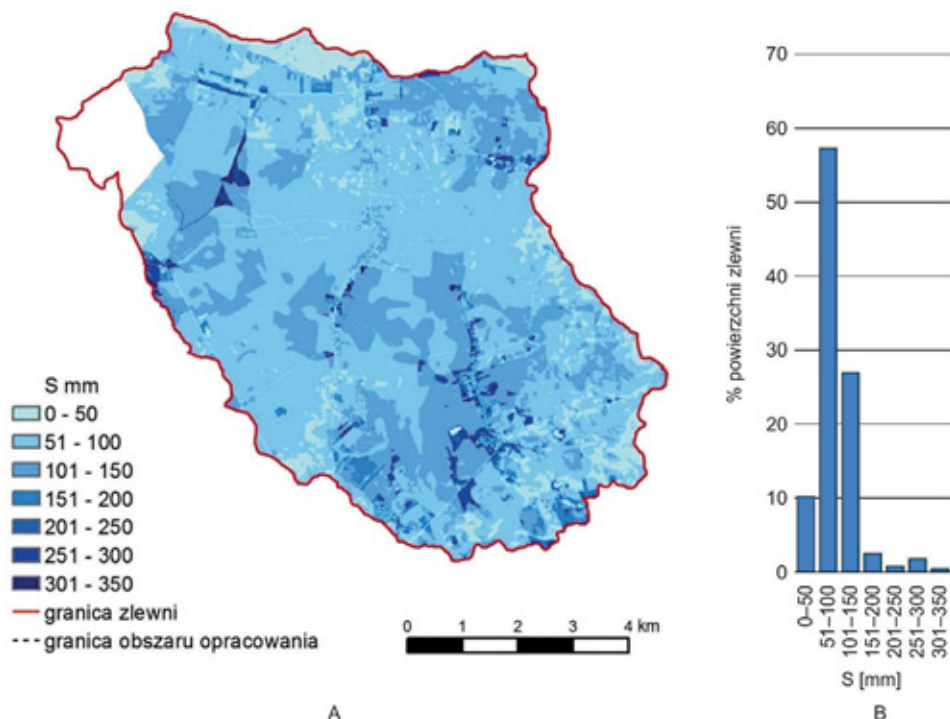 S mm
0 - 50
51 - 100
101 - 150
151 - 200
201 - 250
251 - 300
301 - 350
granica zlewni
granica obszaru opracowania
0 1 2 3 4 km
A
% powierzchni zlewni
70
60
50
40
30
20
10
0
0–50
51–100
101–150
151–200
201–250
251–300
301–350
S [mm]
B